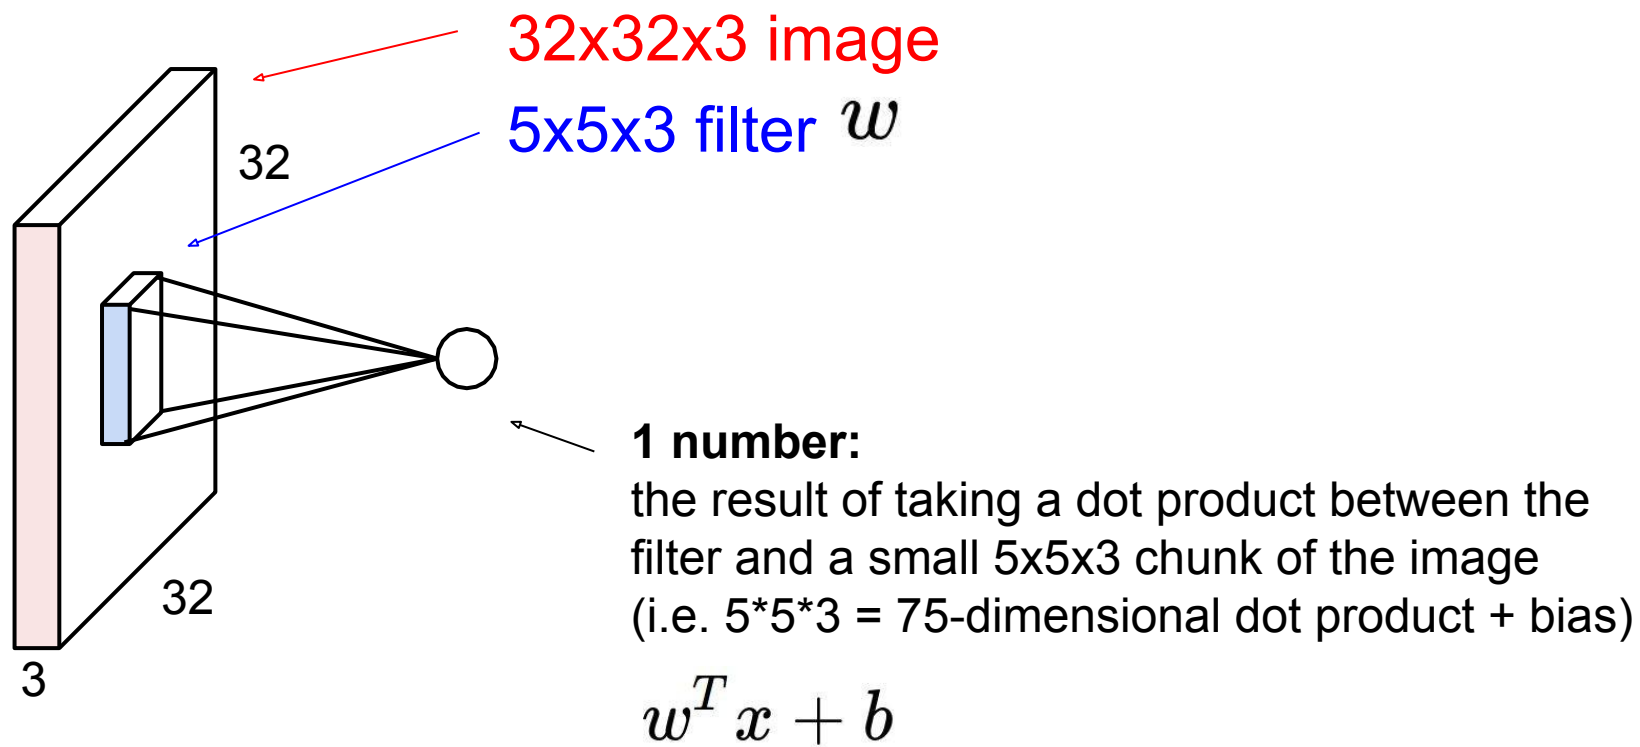 32x32x3 image
5x5x3 filter w
32
32
3
1 number:
the result of taking a dot product between the
filter and a small 5x5x3 chunk of the image
(i.e. 5*5*3 = 75-dimensional dot product + bias)
w^T x + b